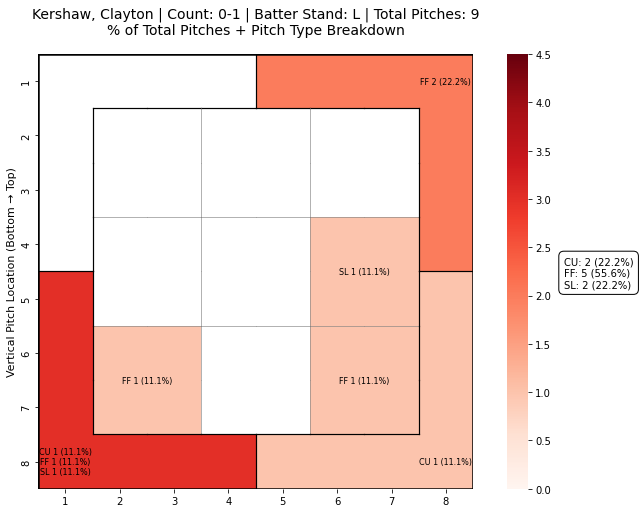 Kershaw, Clayton | Count: 0-1 | Batter Stand: L | Total Pitches: 9
% of Total Pitches + Pitch Type Breakdown
Vertical Pitch Location (Bottom → Top)
1
2
3
4
5
6
7
8
FF 2 (22.2%)
SL 1 (11.1%)
FF 1 (11.1%)
FF 1 (11.1%)
CU 1 (11.1%)
FF 1 (11.1%)
SL 1 (11.1%)
CU 1 (11.1%)
1
2
3
4
5
6
7
8
4.5
4.0
3.5
3.0
2.5
2.0
1.5
1.0
0.5
0.0
CU: 2 (22.2%)
FF: 5 (55.6%)
SL: 2 (22.2%)